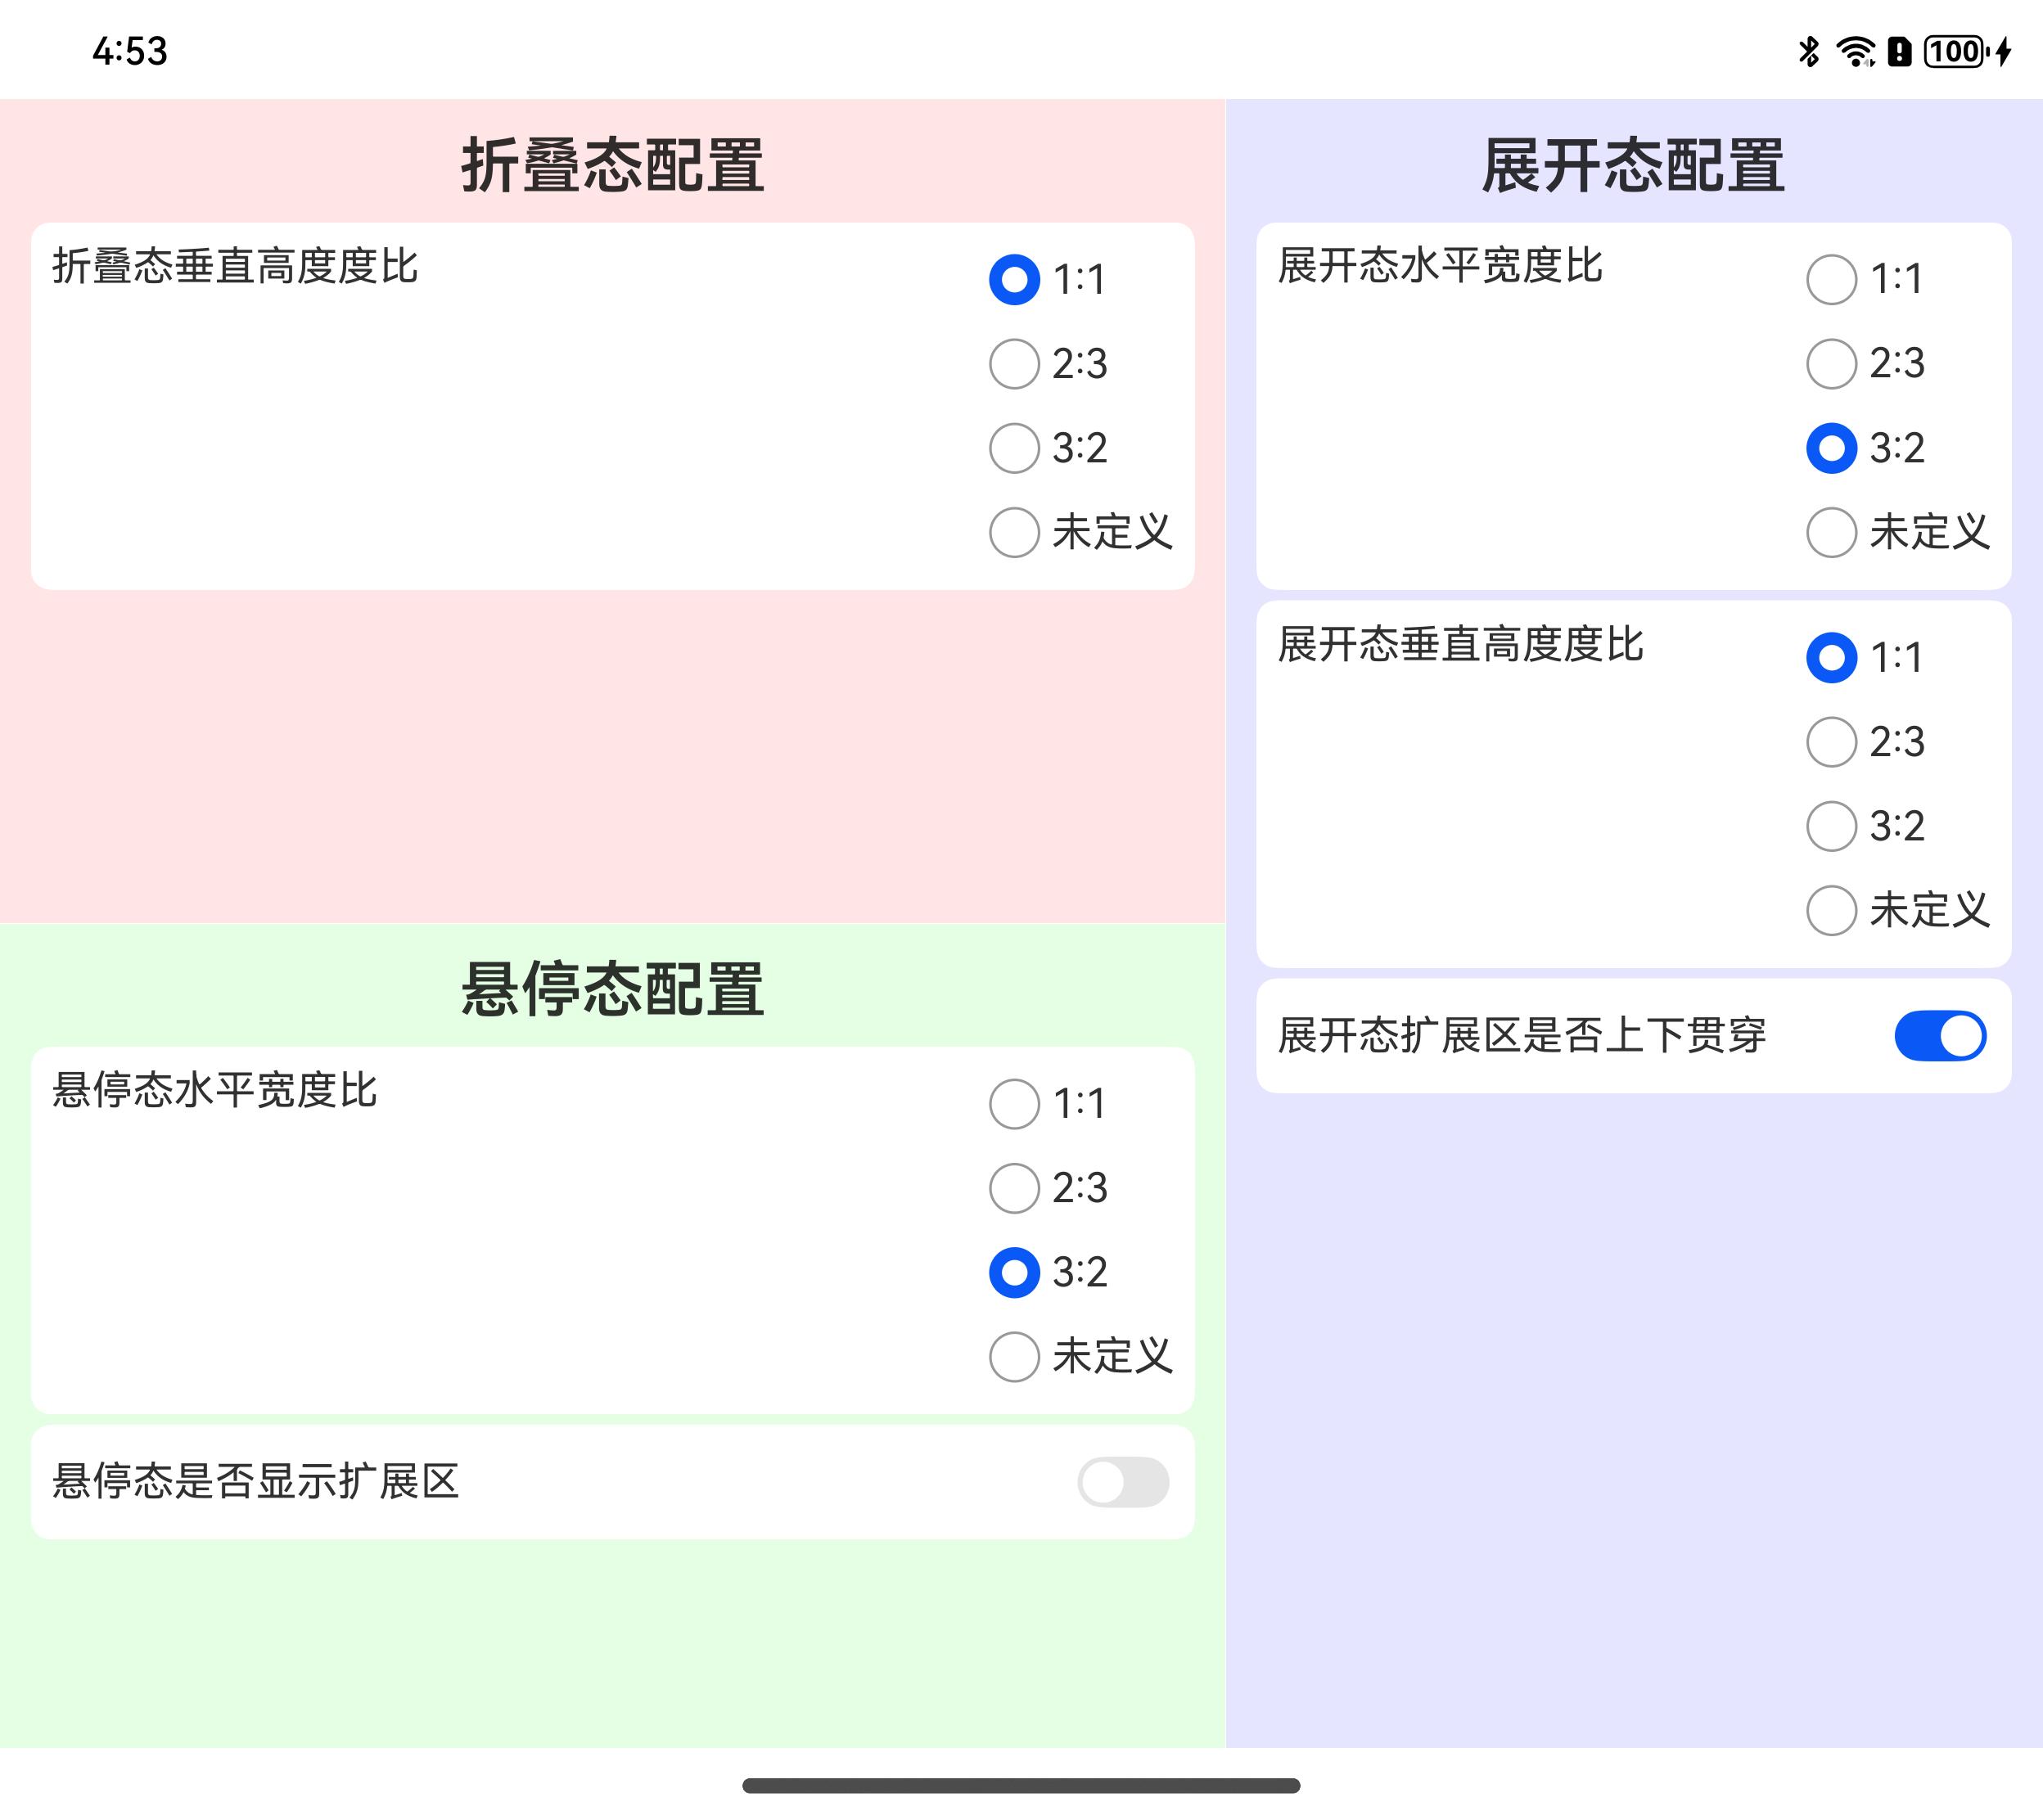 4:53
100
折叠态配置
折叠态垂直高度度比
1:1
2:3
3:2
未定义
悬停态配置
悬停态水平宽度比
1:1
2:3
3:2
未定义
悬停态是否显示扩展区
展开态配置
展开态水平宽度比
1:1
2:3
3:2
未定义
展开态垂直高度度比
1:1
2:3
3:2
未定义
展开态扩展区是否上下贯穿